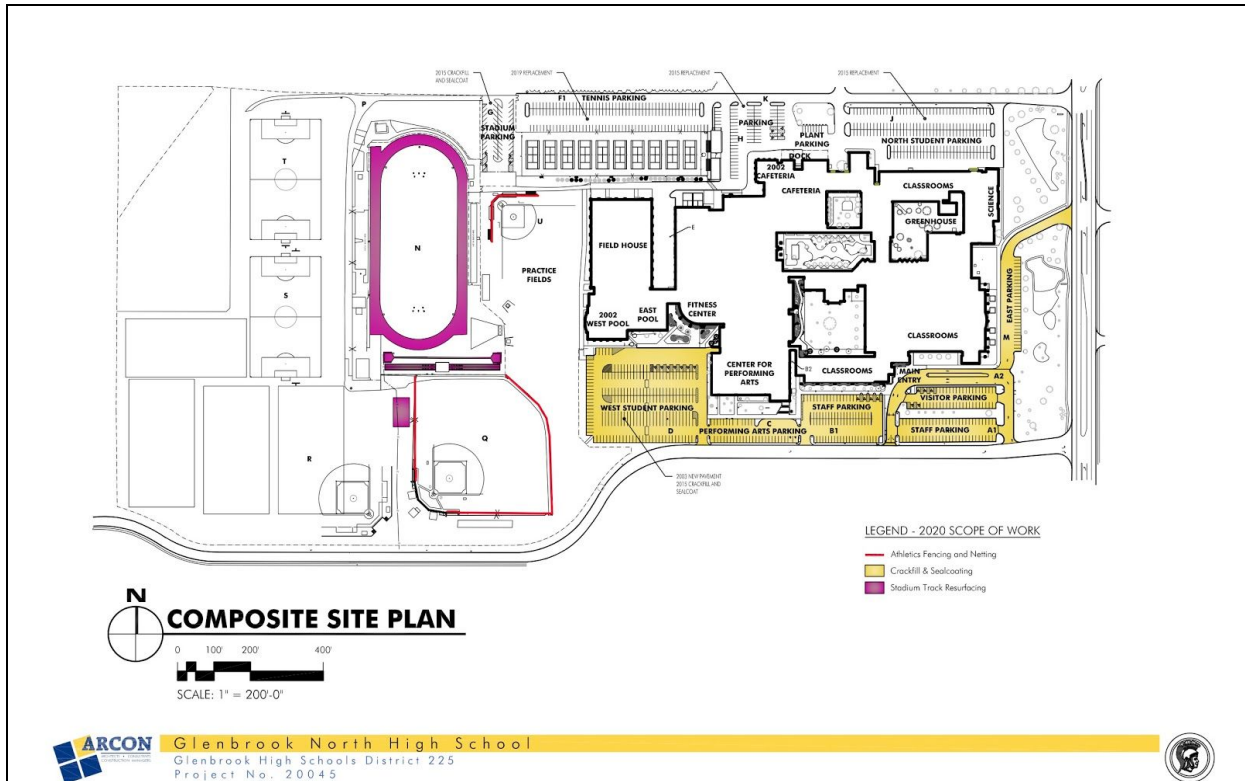 2015 CRACKFILL
AND SEALCOAT
2019 REPLACEMENT
2015 REPLACEMENT
2015 REPLACEMENT
P
G
STADIUM
PARKING
F1
TENNIS PARKING
K
PARKING
H
PLANT
PARKING
DOCK
J
NORTH STUDENT PARKING
T
S
N
U
PRACTICE
FIELDS
FIELD HOUSE
E
2002
CAFETERIA
CAFETERIA
CLASSROOMS
GREENHOUSE
SCIENCE
2002
WEST POOL
EAST
POOL
FITNESS
CENTER
CENTER FOR
PERFORMING
ARTS
B2
CLASSROOMS
CLASSROOMS
MAIN
ENTRY
EAST PARKING
M
A2
VISITOR PARKING
WEST STUDENT PARKING
D
C
PERFORMING ARTS PARKING
STAFF PARKING
B1
STAFF PARKING
A1
Q
R
2002 NEW PAVEMENT
2015 CRACKFILL AND
SEALCOAT
LEGEND - 2020 SCOPE OF WORK
Athletics Fencing and Netting
Crackfill & Sealcoating
Stadium Track Resurfacing
N
COMPOSITE SITE PLAN
0 100' 200' 400'
SCALE: 1" = 200'-0"
ARCON
Glenbrook North High School
Glenbrook High Schools District 225
Project No. 20045